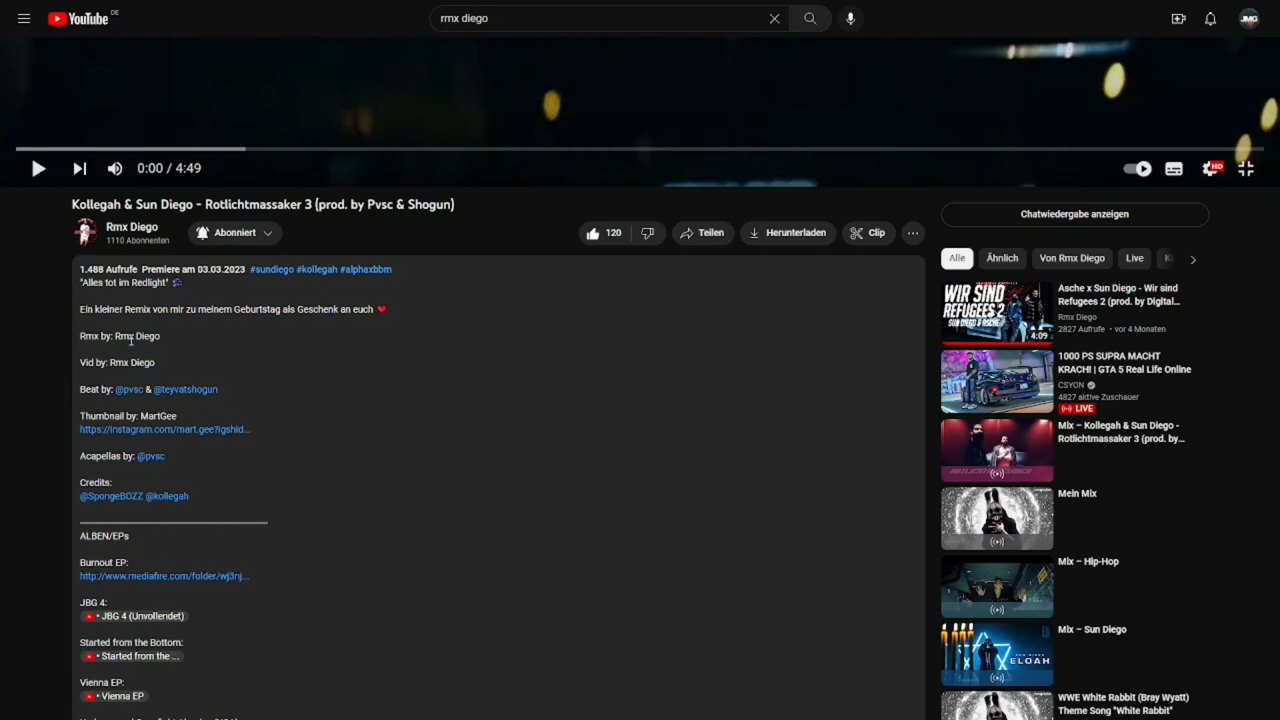 YouTube DE
rmx diego
JMG
0:00 / 4:49
HD
Kollegah & Sun Diego - Rotlichtmassaker 3 (prod. by Pvsc & Shogun)
Rmx Diego
1110 Abonnenten
Abonniert
120
Teilen
Herunterladen
Clip
1.488 Aufrufe Premiere am 03.03.2023 #sundiego #kollegah #alphaxbbm
"Alles tot im Redlight"
Ein kleiner Remix von mir zu meinem Geburtstag als Geschenk an euch
Rmx by: Rmx Diego
Vid by: Rmx Diego
Beat by: @pvsc & @teyvatshogun
Thumbnail by: MartGee
https://instagram.com/mart.gee?igshid...
Acapellas by: @pvsc
Credits:
@SpongeBOZZ @kollegah
ALBEN/EPs
Burnout EP:
http://www.mediafire.com/folder/wj3nj...
JBG 4:
• JBG 4 (Unvollendet)
Started from the Bottom:
• Started from the ...
Vienna EP:
• Vienna EP
Chatwiedergabe anzeigen
Alle
Ähnlich
Von Rmx Diego
Live
WIR SIND
REFUGEES 2
SUN DIEGO & ASCHE
4:09
Asche x Sun Diego - Wir sind
Refugees 2 (prod. by Digital...
Rmx Diego
2827 Aufrufe • vor 4 Monaten
1000 PS SUPRA MACHT
KRACH! | GTA 5 Real Life Online
CSYON
4827 aktive Zuschauer
LIVE
Mix – Kollegah & Sun Diego -
Rotlichtmassaker 3 (prod. by...
Mein Mix
Mix – Hip-Hop
ELOAH
Mix – Sun Diego
WWE White Rabbit (Bray Wyatt)
Theme Song "White Rabbit"